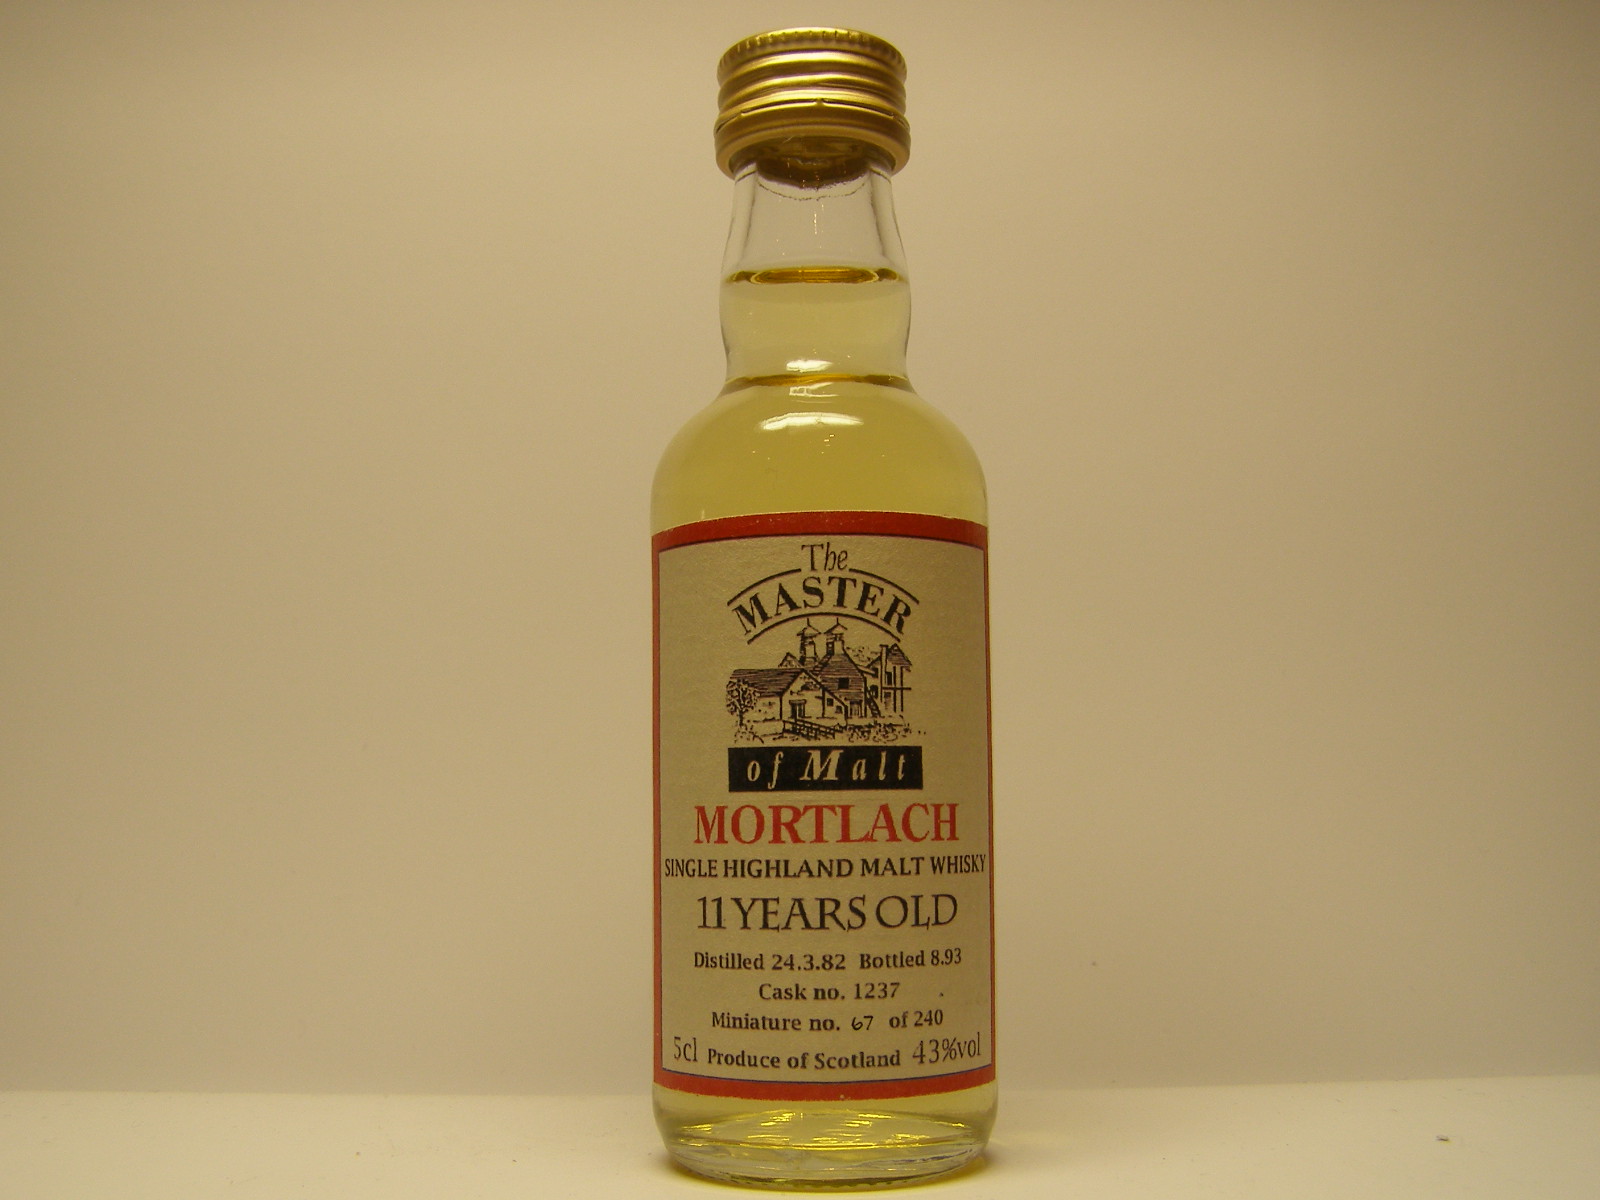 The
MASTER
of Malt
MORTLACH
SINGLE HIGHLAND MALT WHISKY
11 YEARS OLD
Distilled 24.3.82 Bottled 8.93
Cask no. 1237
Miniature no. 67 of 240
5cl Produce of Scotland 43%vol